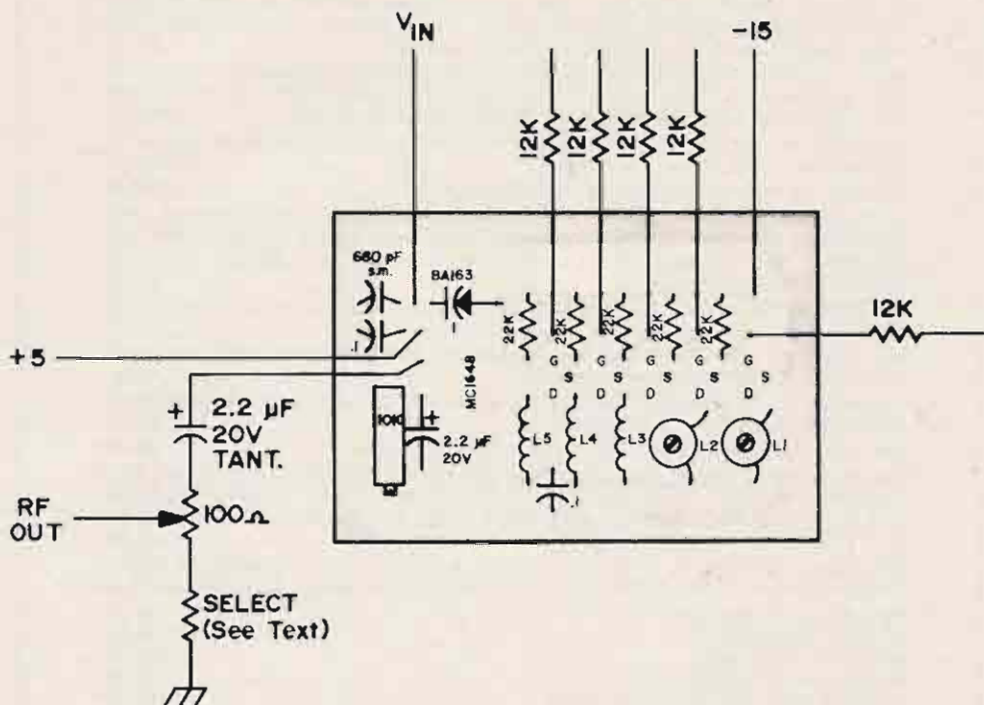 VIN
-15
12K
12K
12K
12K
680 pF
s.m.
BA163
.1
.1
22K
22K
22K
22K
22K
12K
+5
MC1648
G
S
D
G
S
D
G
S
D
G
S
D
G
S
D
+
2.2 µF
20V
TANT.
1010
+
2.2 µF
20V
L5
L4
L3
L2
L1
.1
RF
OUT
100Ω
SELECT
(See Text)